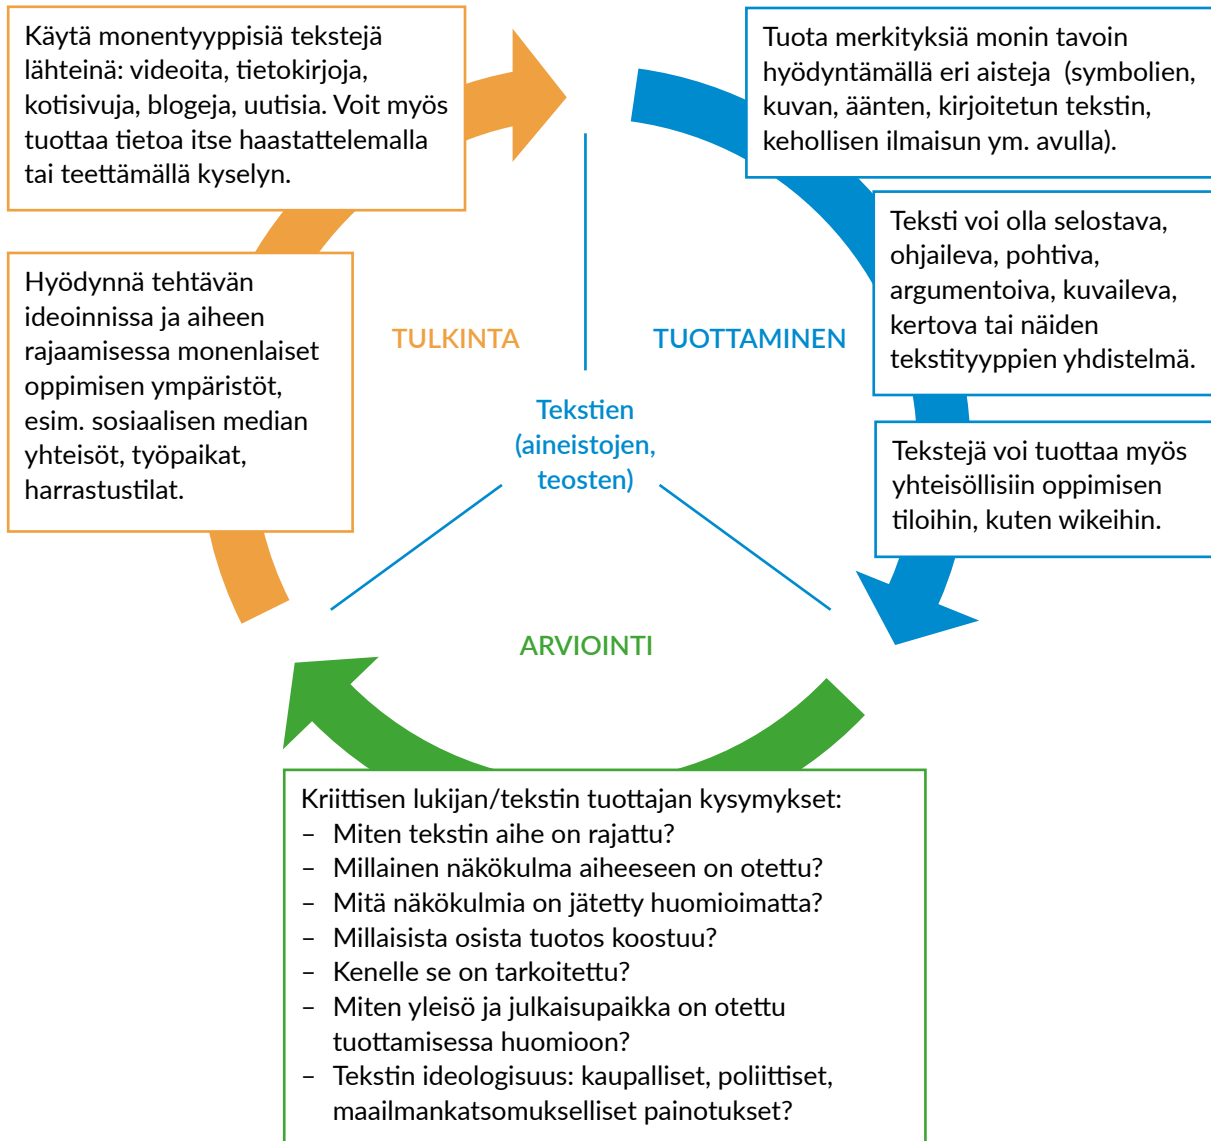 Käytä monentyyppisiä tekstejä
lähteinä: videoita, tietokirjoja,
kotisivuja, blogeja, uutisia. Voit myös
tuottaa tietoa itse haastattelemalla
tai teettämällä kyselyn.
Tuota merkityksiä monin tavoin
hyödyntämällä eri aisteja (symbolien,
kuvan, äänten, kirjoitetun tekstin,
kehollisen ilmaisun ym. avulla).
Teksti voi olla selostava,
ohjaileva, pohtiva,
argumentoiva, kuvaileva,
kertova tai näiden
tekstityyppien yhdistelmä.
Hyödynnä tehtävän
ideoinnissa ja aiheen
rajaamisessa monenlaiset
oppimisen ympäristöt,
esim. sosiaalisen median
yhteisöt, työpaikat,
harrastustilat.
TULKINTA
TUOTTAMINEN
Tekstien
(aineistojen,
teosten)
Tekstejä voi tuottaa myös
yhteisöllisiin oppimisen
tiloihin, kuten wikeihin.
ARVIOINTI
Kriittisen lukijan/tekstin tuottajan kysymykset:
– Miten tekstin aihe on rajattu?
– Millainen näkökulma aiheeseen on otettu?
– Mitä näkökulmia on jätetty huomioimatta?
– Millaisista osista tuotos koostuu?
– Kenelle se on tarkoitettu?
– Miten yleisö ja julkaisupaikka on otettu
tuottamisessa huomioon?
– Tekstin ideologisuus: kaupalliset, poliittiset,
maailmankatsomukselliset painotukset?